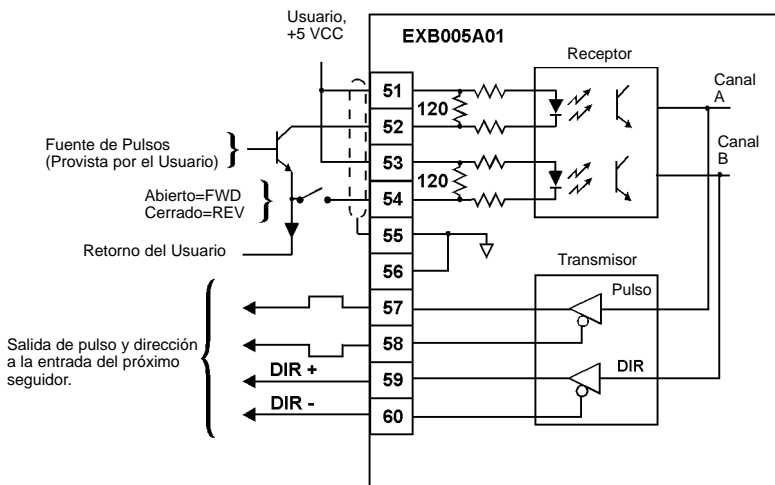 Usuario,
+5 VCC
EXB005A01
Receptor
Canal
A
Canal
B
51
52
53
54
55
56
57
58
59
60
120
120
Fuente de Pulsos
(Provista por el Usuario)
Abierto=FWD
Cerrado=REV
Retorno del Usuario
Transmisor
Pulso
DIR
Salida de pulso y dirección
a la entrada del próximo
seguidor.
DIR +
DIR -